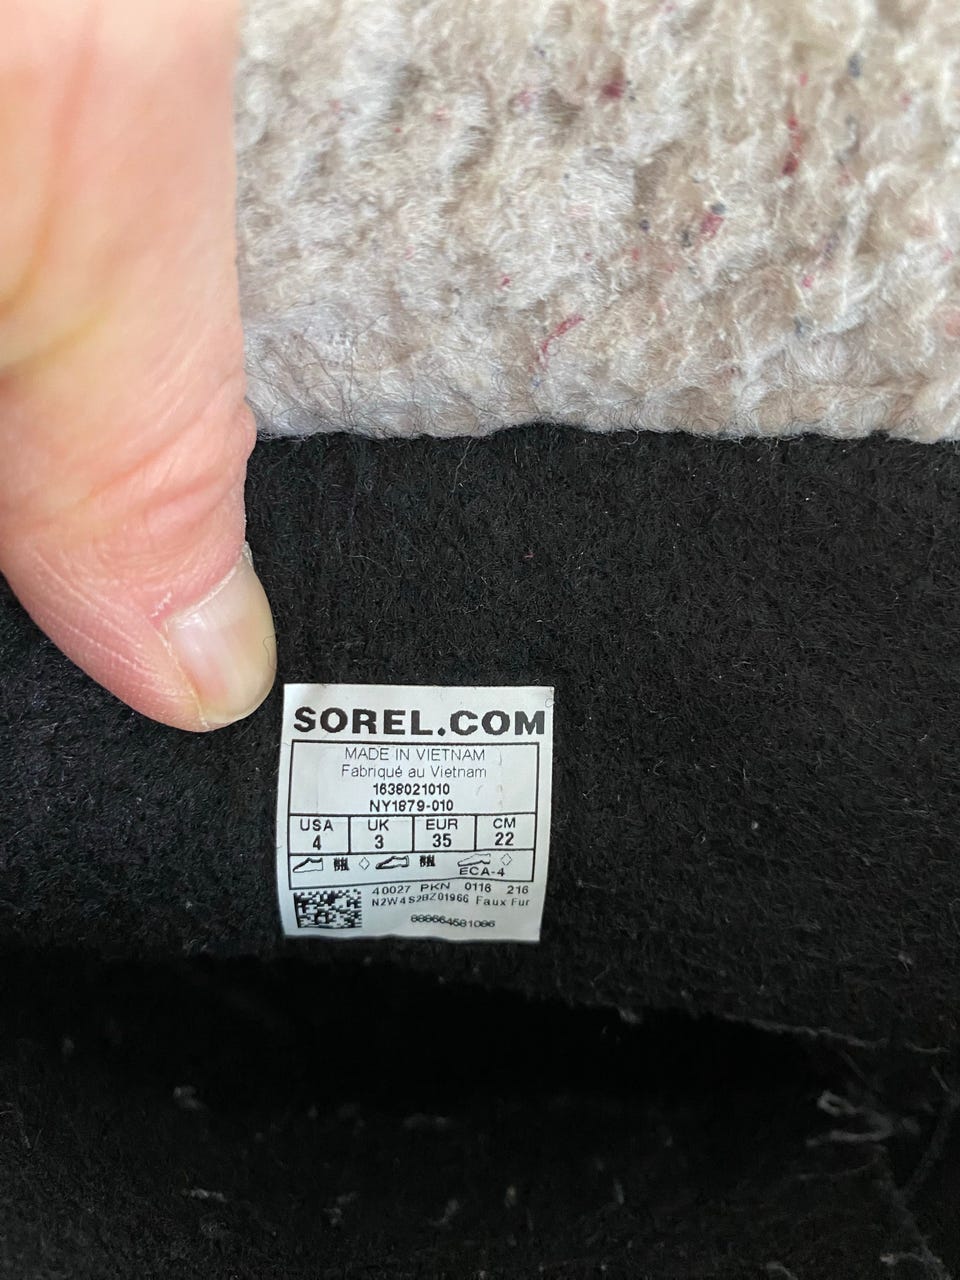 SOREL.COM
MADE IN VIETNAM
Fabriqué au Vietnam
1638021010
NY1879-010
USA UK EUR CM
4 3 35 22
ECA-4
40027 PKN 0116 216
N2W4S2BZ01966 Faux Fur
888664581086